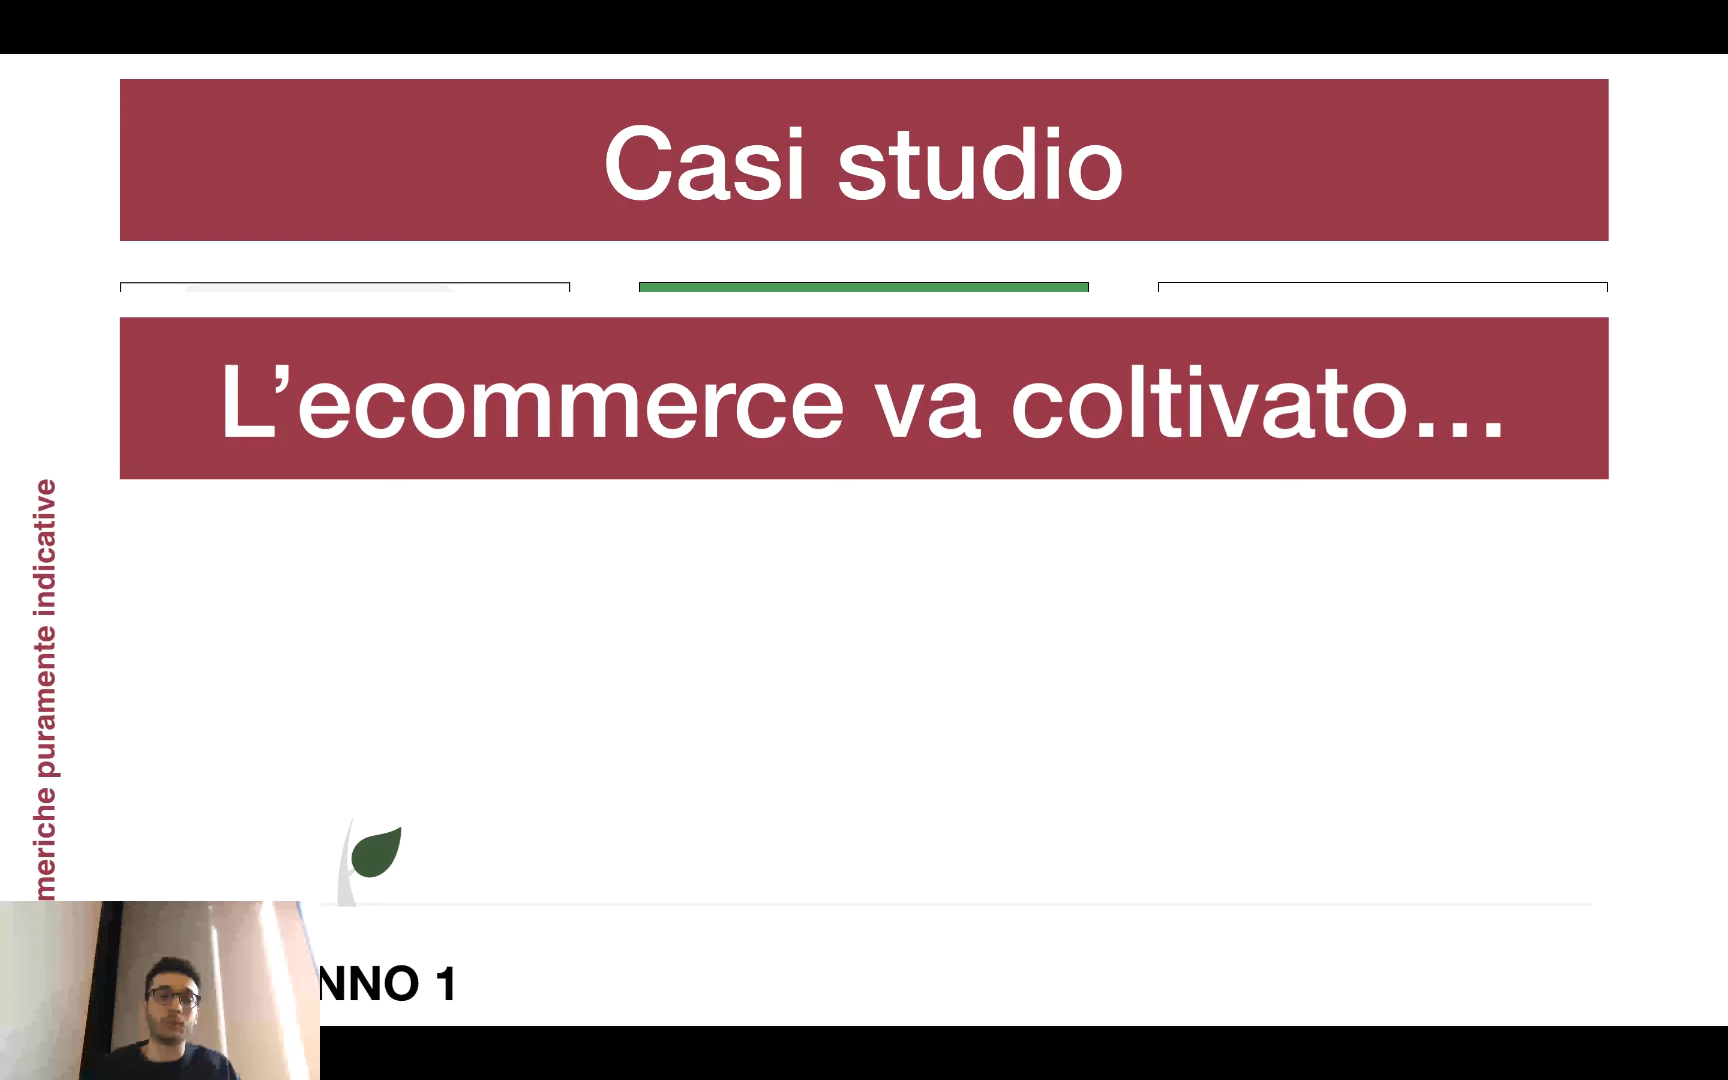 Casi studio
L’ecommerce va coltivato…
meriche puramente indicative
NNO 1